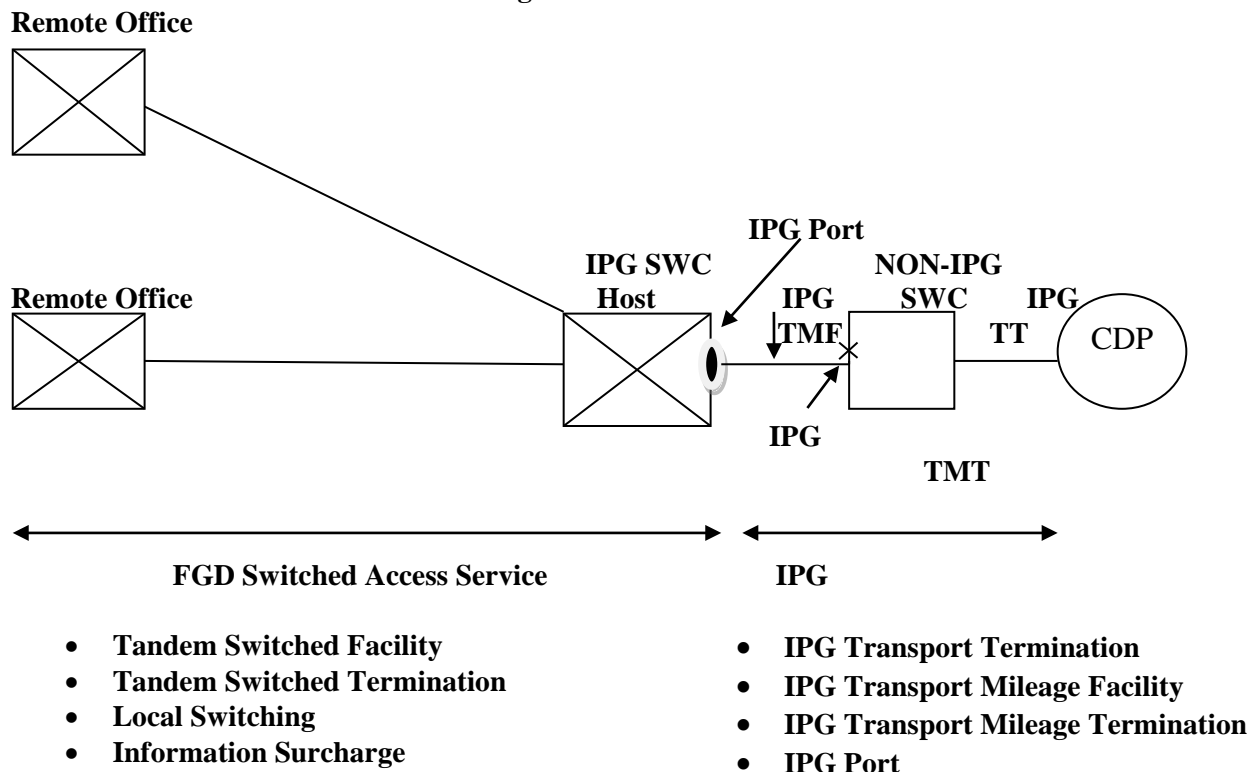 Remote Office
IPG Port
IPG SWC
NON-IPG
Remote Office
Host
IPG
SWC
IPG
TMF
TT
CDP
IPG
TMT
FGD Switched Access Service
IPG
• Tandem Switched Facility
• Tandem Switched Termination
• Local Switching
• Information Surcharge
• IPG Transport Termination
• IPG Transport Mileage Facility
• IPG Transport Mileage Termination
• IPG Port